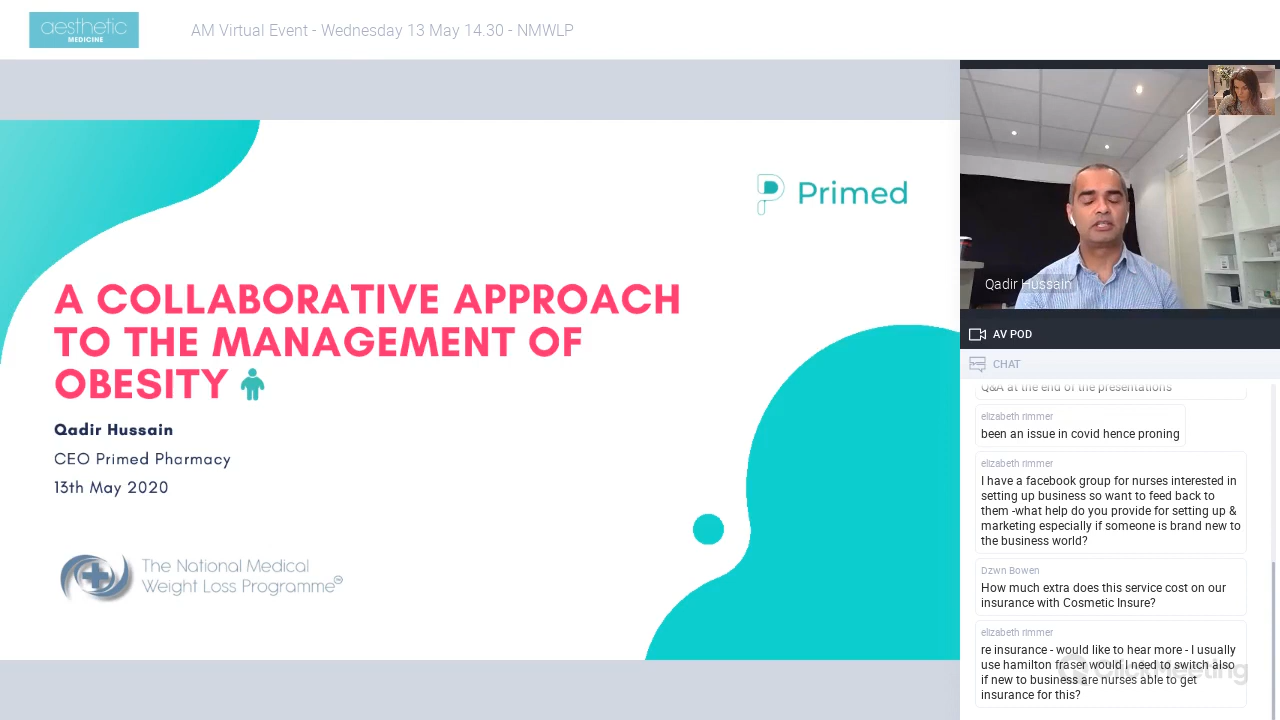 aesthetic
MEDICINE
AM Virtual Event - Wednesday 13 May 14.30 - NMWLP
Primed
A COLLABORATIVE APPROACH
TO THE MANAGEMENT OF
OBESITY
Qadir Hussain
CEO Primed Pharmacy
13th May 2020
The National Medical
Weight Loss Programme
Qadir Hussain
AV POD
CHAT
Q&A at the end of the presentations
elizabeth rimmer
been an issue in covid hence proning
elizabeth rimmer
I have a facebook group for nurses interested in
setting up business so want to feed back to
them -what help do you provide for setting up &
marketing especially if someone is brand new to
the business world?
Dzwn Bowen
How much extra does this service cost on our
insurance with Cosmetic Insure?
elizabeth rimmer
re insurance - would like to hear more - I usually
use hamilton fraser would i need to switch also
if new to business are nurses able to get
insurance for this?
ClickMeeting